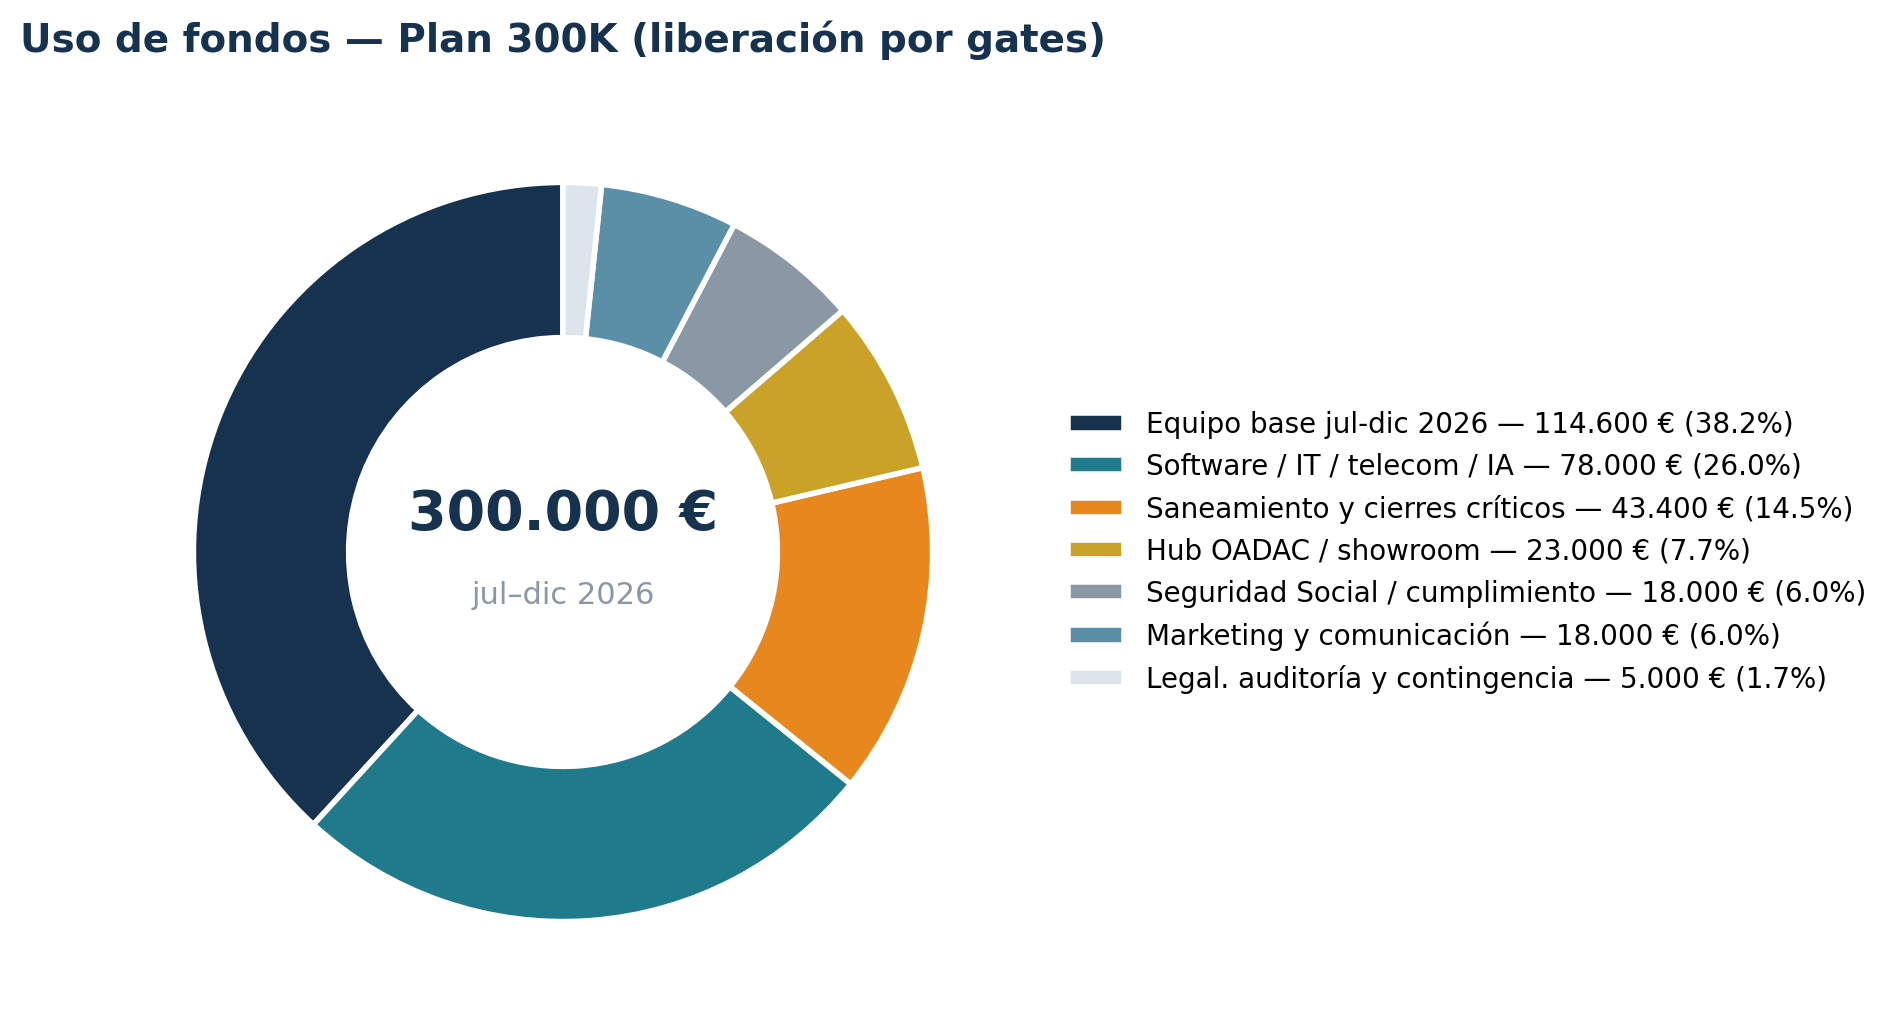 Uso de fondos — Plan 300K (liberación por gates)
300.000 €
jul–dic 2026
Equipo base jul-dic 2026 — 114.600 € (38.2%)
Software / IT / telecom / IA — 78.000 € (26.0%)
Saneamiento y cierres críticos — 43.400 € (14.5%)
Hub OADAC / showroom — 23.000 € (7.7%)
Seguridad Social / cumplimiento — 18.000 € (6.0%)
Marketing y comunicación — 18.000 € (6.0%)
Legal. auditoría y contingencia — 5.000 € (1.7%)